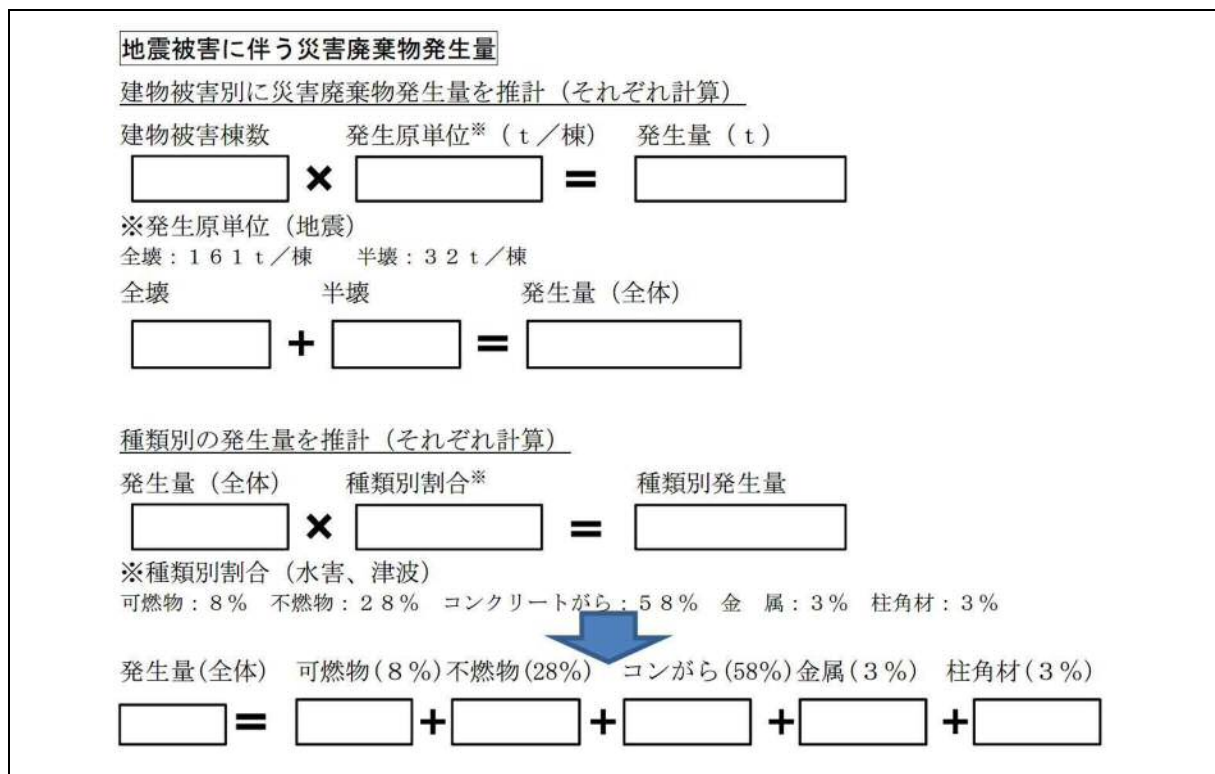 地震被害に伴う災害廃棄物発生量
建物被害別に災害廃棄物発生量を推計（それぞれ計算）
建物被害棟数　発生原単位※（ｔ／棟）　発生量（ｔ）
×　＝
※発生原単位（地震）
全壊：１６１ｔ／棟　半壊：３２ｔ／棟
全壊　半壊　発生量（全体）
＋　＝
種類別の発生量を推計（それぞれ計算）
発生量（全体）　種類別割合※　種類別発生量
×　＝
※種類別割合（水害、津波）
可燃物：８％　不燃物：２８％　コンクリートがら：５８％　金　属：３％　柱角材：３％
発生量(全体)　可燃物(８％)不燃物(28%)　コンがら(58%)金属(３％)　柱角材(３％)
＝　＋　＋　＋　＋